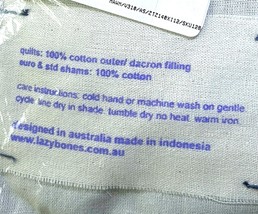 quilts: 100% cotton outer/ dacron filling
euro & std shams: 100% cotton
care instructions: cold hand or machine wash on gentle
cycle line dry in shade. tumble dry no heat. warm iron.
designed in australia made in indonesia
www.lazybones.com.au